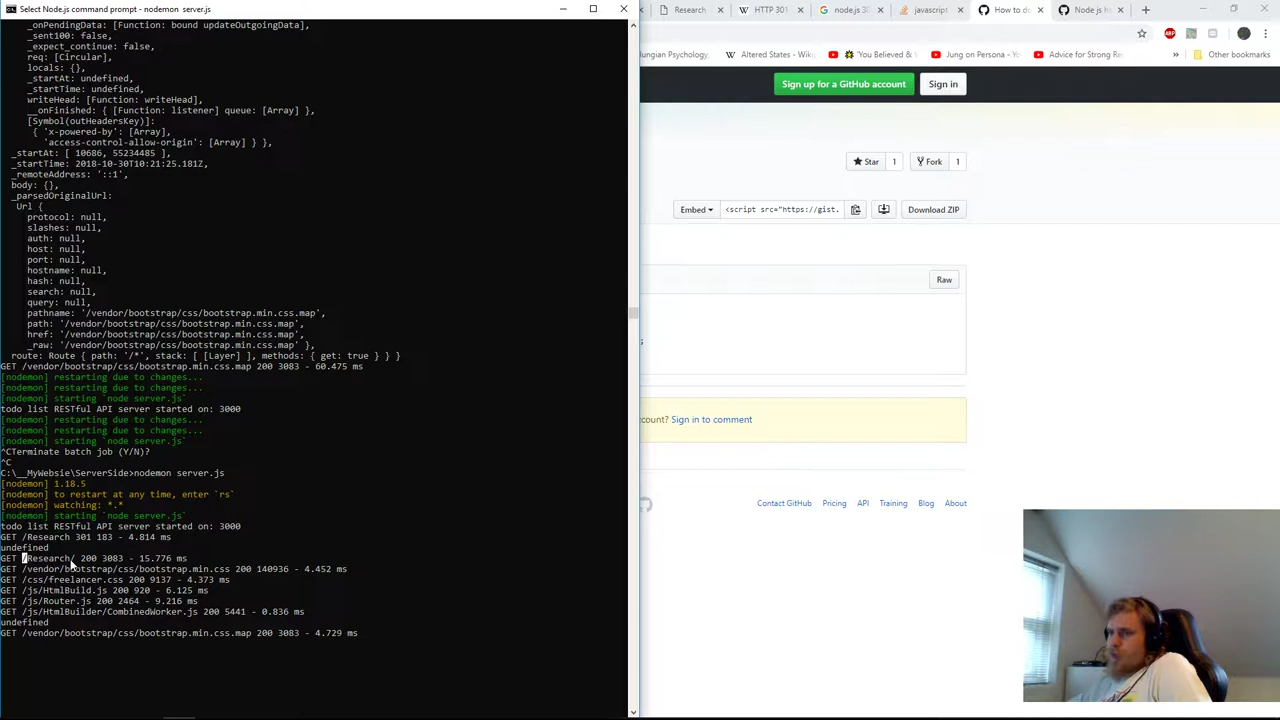 Select Node.js command prompt - nodemon server.js
_onPendingData: [Function: bound updateOutgoingData],
_sent100: false,
_expect_continue: false,
req: [Circular],
locals: {},
_startAt: undefined,
_startTime: undefined,
writeHead: [Function: writeHead],
__onFinished: { [Function: listener] queue: [Array] },
[Symbol(outHeadersKey)]:
{ 'x-powered-by': [Array],
'access-control-allow-origin': [Array] } },
_startAt: [ 10686, 55234485 ],
_startTime: 2018-10-30T10:21:25.181Z,
_remoteAddress: '::1',
body: {},
_parsedOriginalUrl:
Url {
protocol: null,
slashes: null,
auth: null,
host: null,
port: null,
hostname: null,
hash: null,
search: null,
query: null,
pathname: '/vendor/bootstrap/css/bootstrap.min.css.map',
path: '/vendor/bootstrap/css/bootstrap.min.css.map',
href: '/vendor/bootstrap/css/bootstrap.min.css.map',
_raw: '/vendor/bootstrap/css/bootstrap.min.css.map' },
route: Route { path: '/*', stack: [ [Layer] ], methods: { get: true } } }
GET /vendor/bootstrap/css/bootstrap.min.css.map 200 3083 - 60.475 ms
[nodemon] restarting due to changes...
[nodemon] restarting due to changes...
[nodemon] starting `node server.js`
todo list RESTful API server started on: 3000
[nodemon] restarting due to changes...
[nodemon] restarting due to changes...
[nodemon] starting `node server.js`
^CTerminate batch job (Y/N)?
^C
C:\__MyWebsie\ServerSide>nodemon server.js
[nodemon] 1.18.5
[nodemon] to restart at any time, enter `rs`
[nodemon] watching: *.*
[nodemon] starting `node server.js`
todo list RESTful API server started on: 3000
GET /Research 301 183 - 4.814 ms
undefined
GET /Research/ 200 3083 - 15.776 ms
GET /vendor/bootstrap/css/bootstrap.min.css 200 140936 - 4.452 ms
GET /css/freelancer.css 200 9137 - 4.373 ms
GET /js/HtmlBuild.js 200 920 - 6.125 ms
GET /js/Router.js 200 2464 - 9.216 ms
GET /js/HtmlBuilder/CombinedWorker.js 200 5441 - 0.836 ms
undefined
GET /vendor/bootstrap/css/bootstrap.min.css.map 200 3083 - 4.729 ms
Research HTTP 301 node.js 30 javascript How to do Node js h
ungian Psychology, Altered States - Wiki 'You Believed & Jung on Persona - Yo Advice for Strong Re Other bookmarks
Sign up for a GitHub account Sign in
Star 1 Fork 1
Embed <script src="https://gist. Download ZIP
Raw
;
count? Sign in to comment
Contact GitHub Pricing API Training Blog About